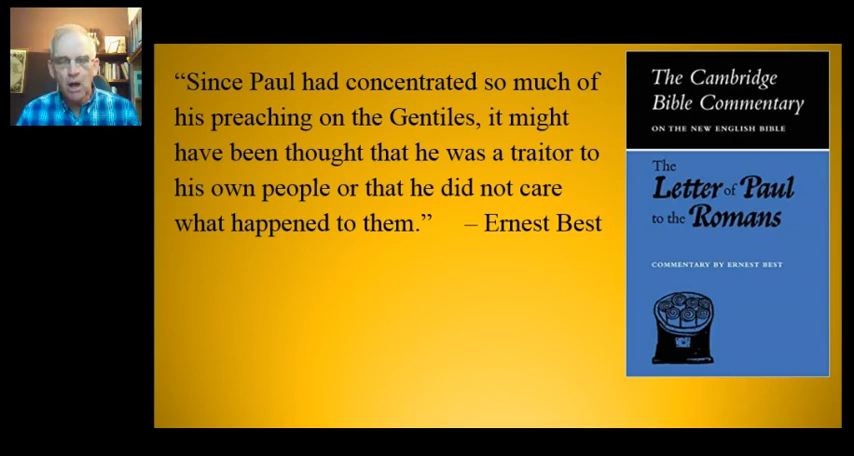 “Since Paul had concentrated so much of
his preaching on the Gentiles, it might
have been thought that he was a traitor to
his own people or that he did not care
what happened to them.” – Ernest Best
The Cambridge
Bible Commentary
ON THE NEW ENGLISH BIBLE
The
Letter of Paul
to the Romans
COMMENTARY BY ERNEST BEST